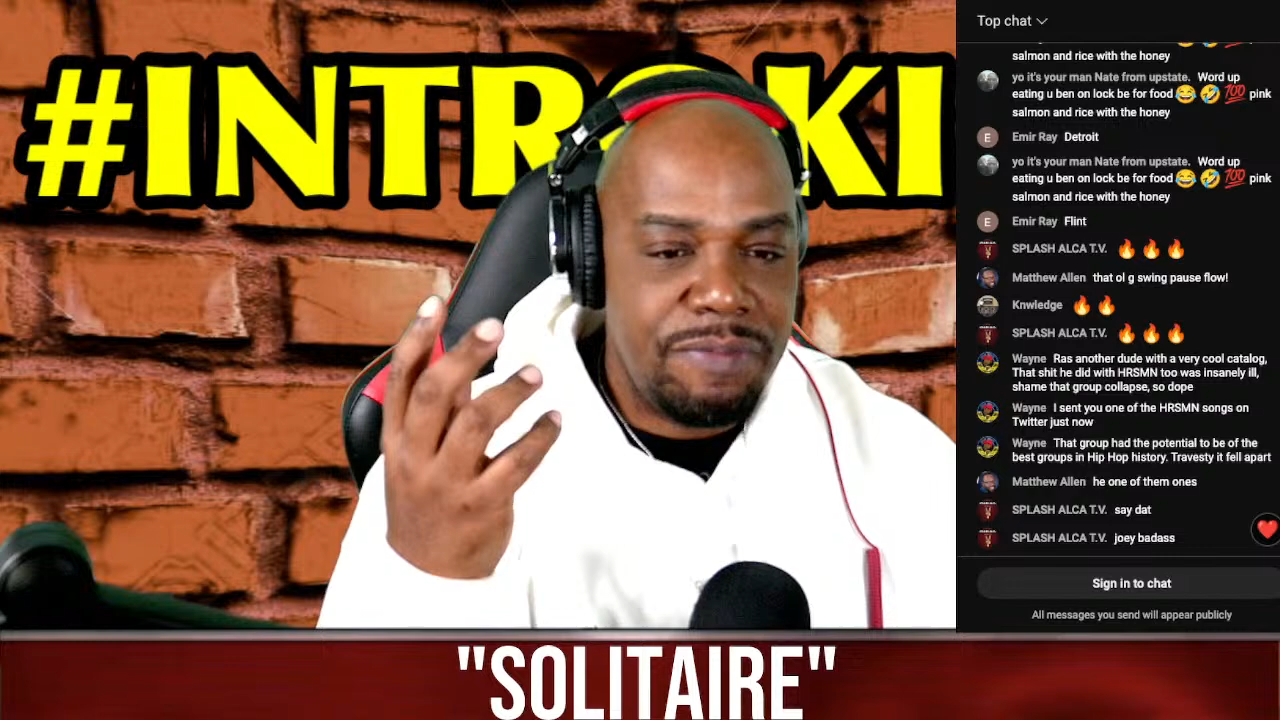 #INTRO KI
Top chat
salmon and rice with the honey
yo it's your man Nate from upstate. Word up
eating u ben on lock be for food 😂 🤣 💯 pink
salmon and rice with the honey
E Emir Ray Detroit
yo it's your man Nate from upstate. Word up
eating u ben on lock be for food 😂 🤣 💯 pink
salmon and rice with the honey
E Emir Ray Flint
SPLASH ALCA T.V. 🔥 🔥 🔥
Matthew Allen that ol g swing pause flow!
Knwledge 🔥 🔥
SPLASH ALCA T.V. 🔥 🔥 🔥
Wayne Ras another dude with a very cool catalog,
That shit he did with HRSMN too was insanely ill,
shame that group collapse, so dope
Wayne I sent you one of the HRSMN songs on
Twitter just now
Wayne That group had the potential to be of the
best groups in Hip Hop history. Travesty it fell apart
Matthew Allen he one of them ones
SPLASH ALCA T.V. say dat
SPLASH ALCA T.V. joey badass
Sign in to chat
All messages you send will appear publicly
"SOLITAIRE"